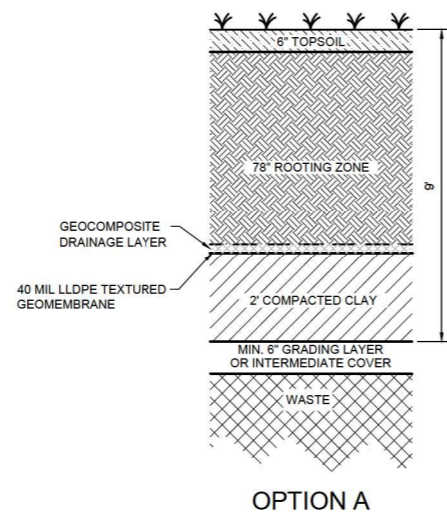 6" TOPSOIL
78" ROOTING ZONE
9'
GEOCOMPOSITE
DRAINAGE LAYER
40 MIL LLDPE TEXTURED
GEOMEMBRANE
2' COMPACTED CLAY
MIN. 6" GRADING LAYER
OR INTERMEDIATE COVER
WASTE
OPTION A